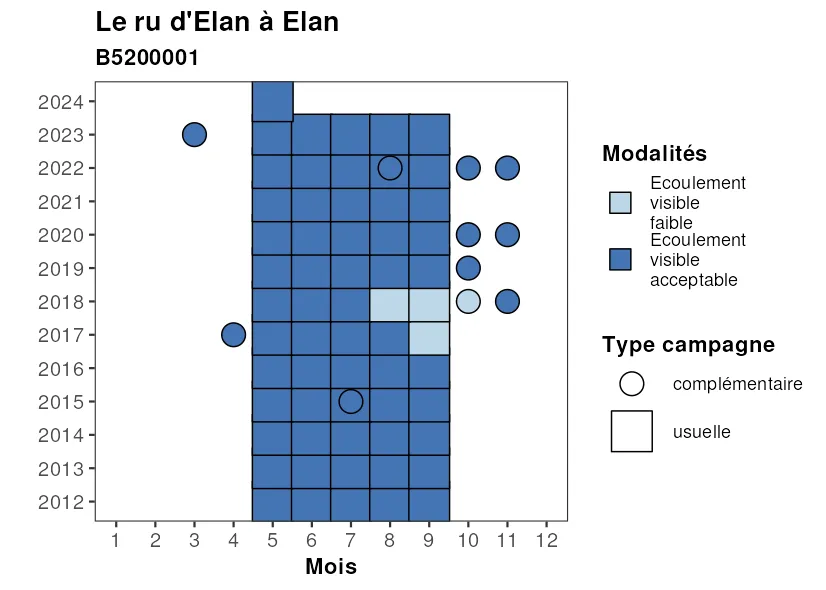 Le ru d'Elan à Elan
B5200001
2024
2023
2022
2021
2020
2019
2018
2017
2016
2015
2014
2013
2012
1 2 3 4 5 6 7 8 9 10 11 12
Mois
Modalités
Ecoulement
visible
faible
Ecoulement
visible
acceptable
Type campagne
complémentaire
usuelle